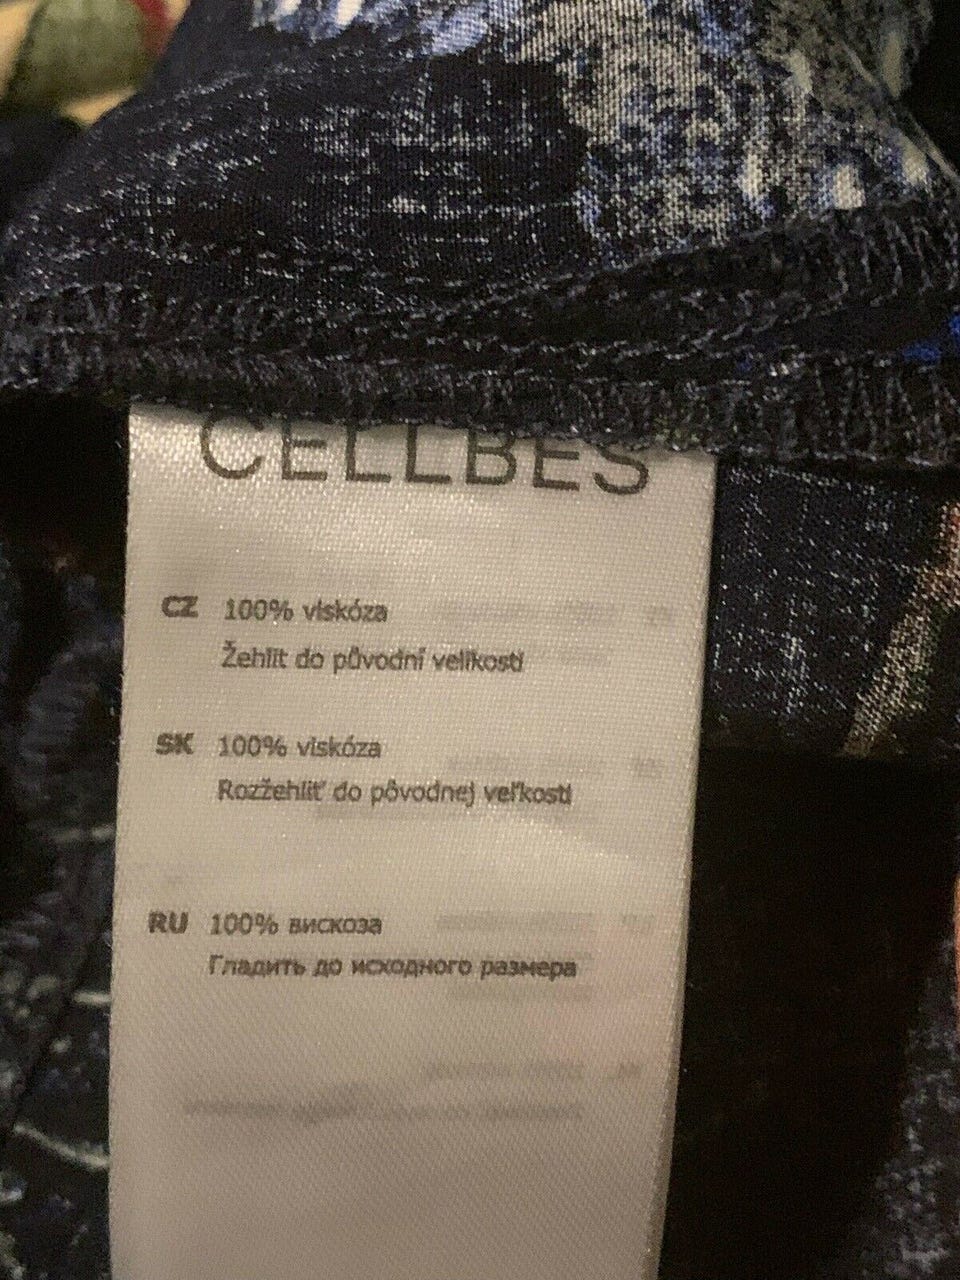 CELLBES
CZ 100% viskóza
Žehlit do původní velikosti
SK 100% viskóza
Rozžehliť do pôvodnej veľkosti
RU 100% вискоза
Гладить до исходного размера